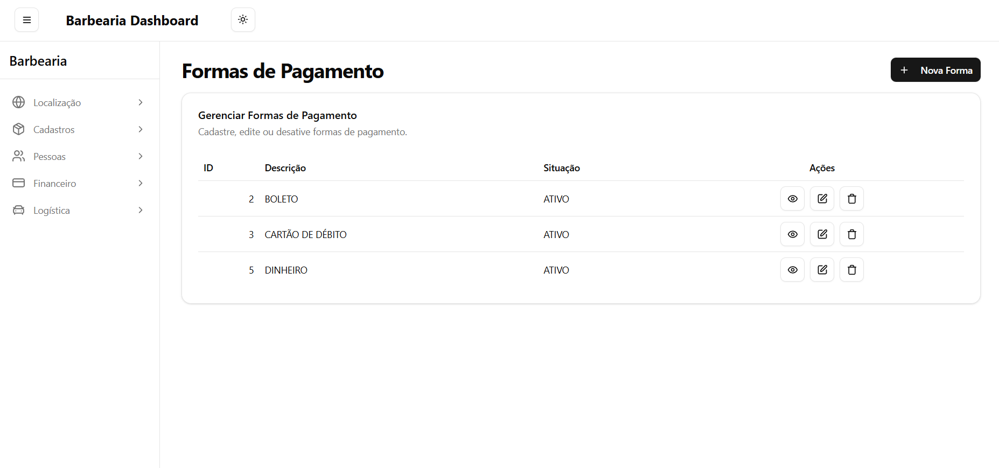 Barbearia Dashboard
Barbearia
Localização
Cadastros
Pessoas
Financeiro
Logística
Formas de Pagamento
Nova Forma
Gerenciar Formas de Pagamento
Cadastre, edite ou desative formas de pagamento.
ID Descrição Situação Ações
2 BOLETO ATIVO
3 CARTÃO DE DÉBITO ATIVO
5 DINHEIRO ATIVO